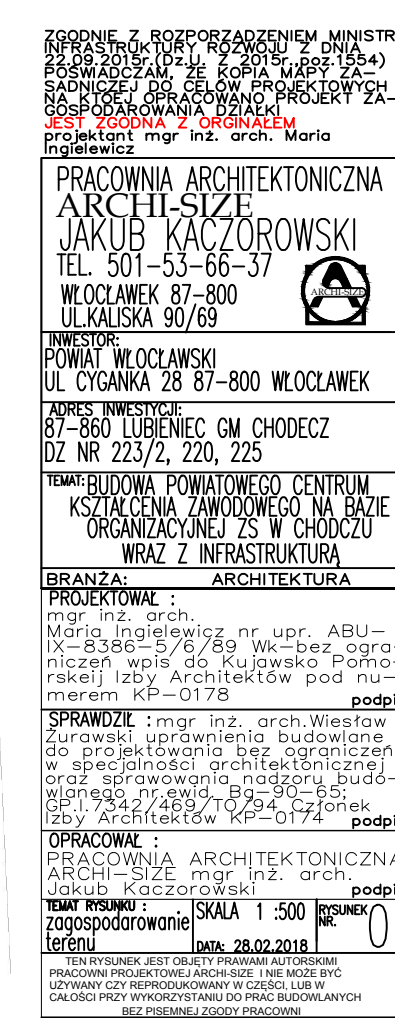 ZGODNIE Z ROZPORZĄDZENIEM MINISTR
INFRASTRUKTURY ROZWOJU Z DNIA
22.09.2015r.(Dz.U. Z 2015r.,poz.1554)
POŚWIADCZAM, ŻE KOPIA MAPY ZA–
SADNICZEJ DO CELÓW PROJEKTOWYCH
NA KTÓEJ OPRACOWANO PROJEKT ZA–
GOSPODAROWANIA DZIAŁKI
JEST ZGODNA Z ORGINAŁEM
projektant mgr inż. arch. Maria
Ingielewicz
PRACOWNIA ARCHITEKTONICZNA
ARCHI-SIZE
JAKUB KACZOROWSKI
TEL. 501–53–66–37
WŁOCŁAWEK 87–800
UL.KALISKA 90/69
ARCHI-SIZE
INWESTOR:
POWIAT WŁOCŁAWSKI
UL CYGANKA 28 87–800 WŁOCŁAWEK
ADRES INWESTYCJI:
87–860 LUBIENIEC GM CHODECZ
DZ NR 223/2, 220, 225
TEMAT: BUDOWA POWIATOWEGO CENTRUM
KSZTAŁCENIA ZAWODOWEGO NA BAZIE
ORGANIZACYJNEJ ZS W CHODCZU
WRAZ Z INFRASTRUKTURĄ
BRANŻA: ARCHITEKTURA
PROJEKTOWAŁ :
mgr inż. arch.
Maria Ingielewicz nr upr. ABU–
IX–8386–5/6/89 Wk–bez ogra–
niczeń wpis do Kujawsko Pomo–
rskeij Izby Architektów pod nu–
merem KP–0178 podpi
SPRAWDZIŁ : mgr inż. arch.Wiesław
Żurawski uprawnienia budowlane
do projektowania bez ograniczeń
w specjalności architektonicznej
oraz sprawowania nadzoru budo–
wlanego nr.ewid. Bg–90–65;
GP.I.7342/469/TO/94 Członek
Izby Architektów KP–0174 podpi
OPRACOWAŁ :
PRACOWNIA ARCHITEKTONICZNA
ARCHI–SIZE mgr inż. arch.
Jakub Kaczorowski podpi
TEMAT RYSUNKU :
zagospodarowanie
terenu
SKALA 1 :500
DATA: 28.02.2018
RYSUNEK
NR. 0
TEN RYSUNEK JEST OBJĘTY PRAWAMI AUTORSKIMI
PRACOWNI PROJEKTOWEJ ARCHI-SIZE I NIE MOŻE BYĆ
UŻYWANY CZY REPRODUKOWANY W CZĘŚCI, LUB W
CAŁOŚCI PRZY WYKORZYSTANIU DO PRAC BUDOWLANYCH
BEZ PISEMNEJ ZGODY PRACOWNI